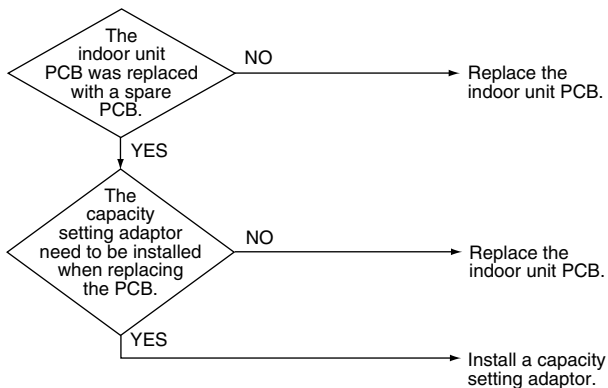 The
indoor unit
PCB was replaced
with a spare
PCB.
NO
Replace the
indoor unit PCB.
YES
The
capacity
setting adaptor
need to be installed
when replacing
the PCB.
NO
Replace the
indoor unit PCB.
YES
Install a capacity
setting adaptor.